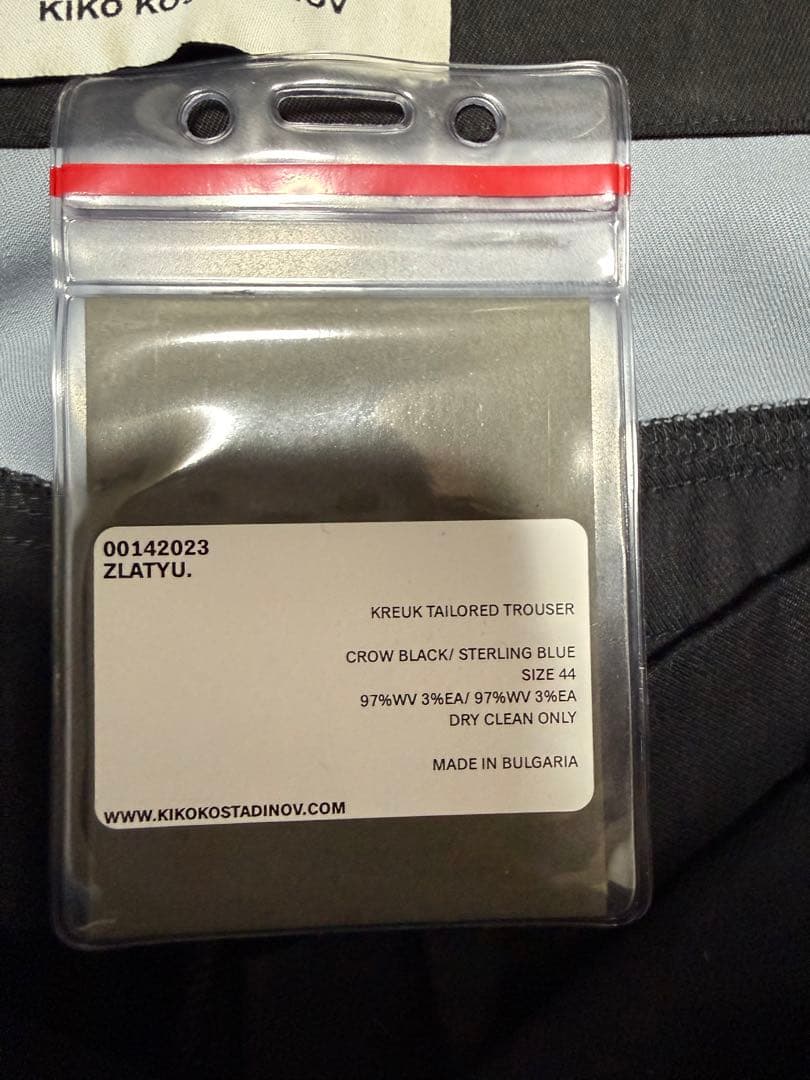 KIKO
00142023
ZLATYU.
KREUK TAILORED TROUSER
CROW BLACK/ STERLING BLUE
SIZE 44
97%WV 3%EA/ 97%WV 3%EA
DRY CLEAN ONLY
MADE IN BULGARIA
WWW.KIKOKOSTADINOV.COM